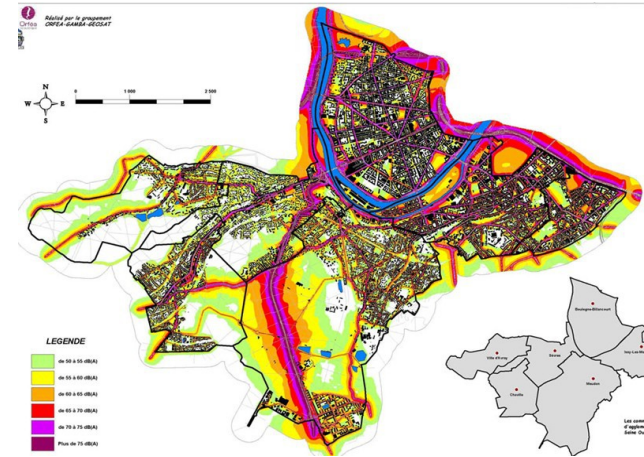 Orféa
Réalisé par le groupement
ORFEA-GAMBA-GEOSAT
N
W E
S
0 1 000 2 500
LEGENDE
de 50 à 55 dB(A)
de 55 à 60 dB(A)
de 60 à 65 dB(A)
de 65 à 70 dB(A)
de 70 à 75 dB(A)
Plus de 75 dB(A)
Boulogne-Billancourt
Ville d'Avray
Sèvres
Chaville
Meudon
Les comm
d'agglom
Seine Ou